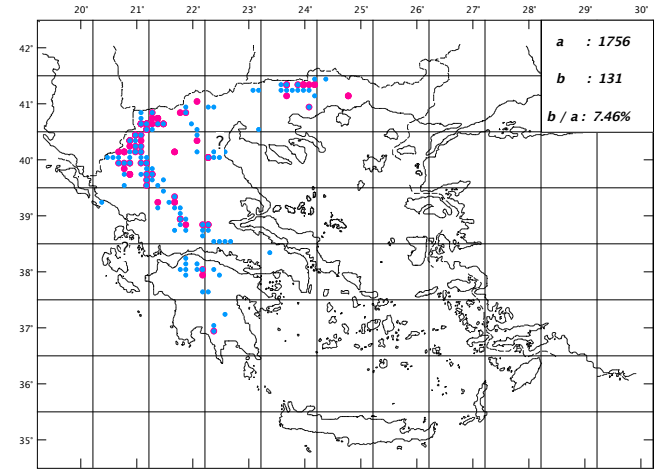 20' 21' 22' 23' 24' 25' 26' 27' 28' 29' 30'
42'
a : 1756
b : 131
41'
b / a : 7.46%
?
40'
39'
?
38'
37'
36'
35'